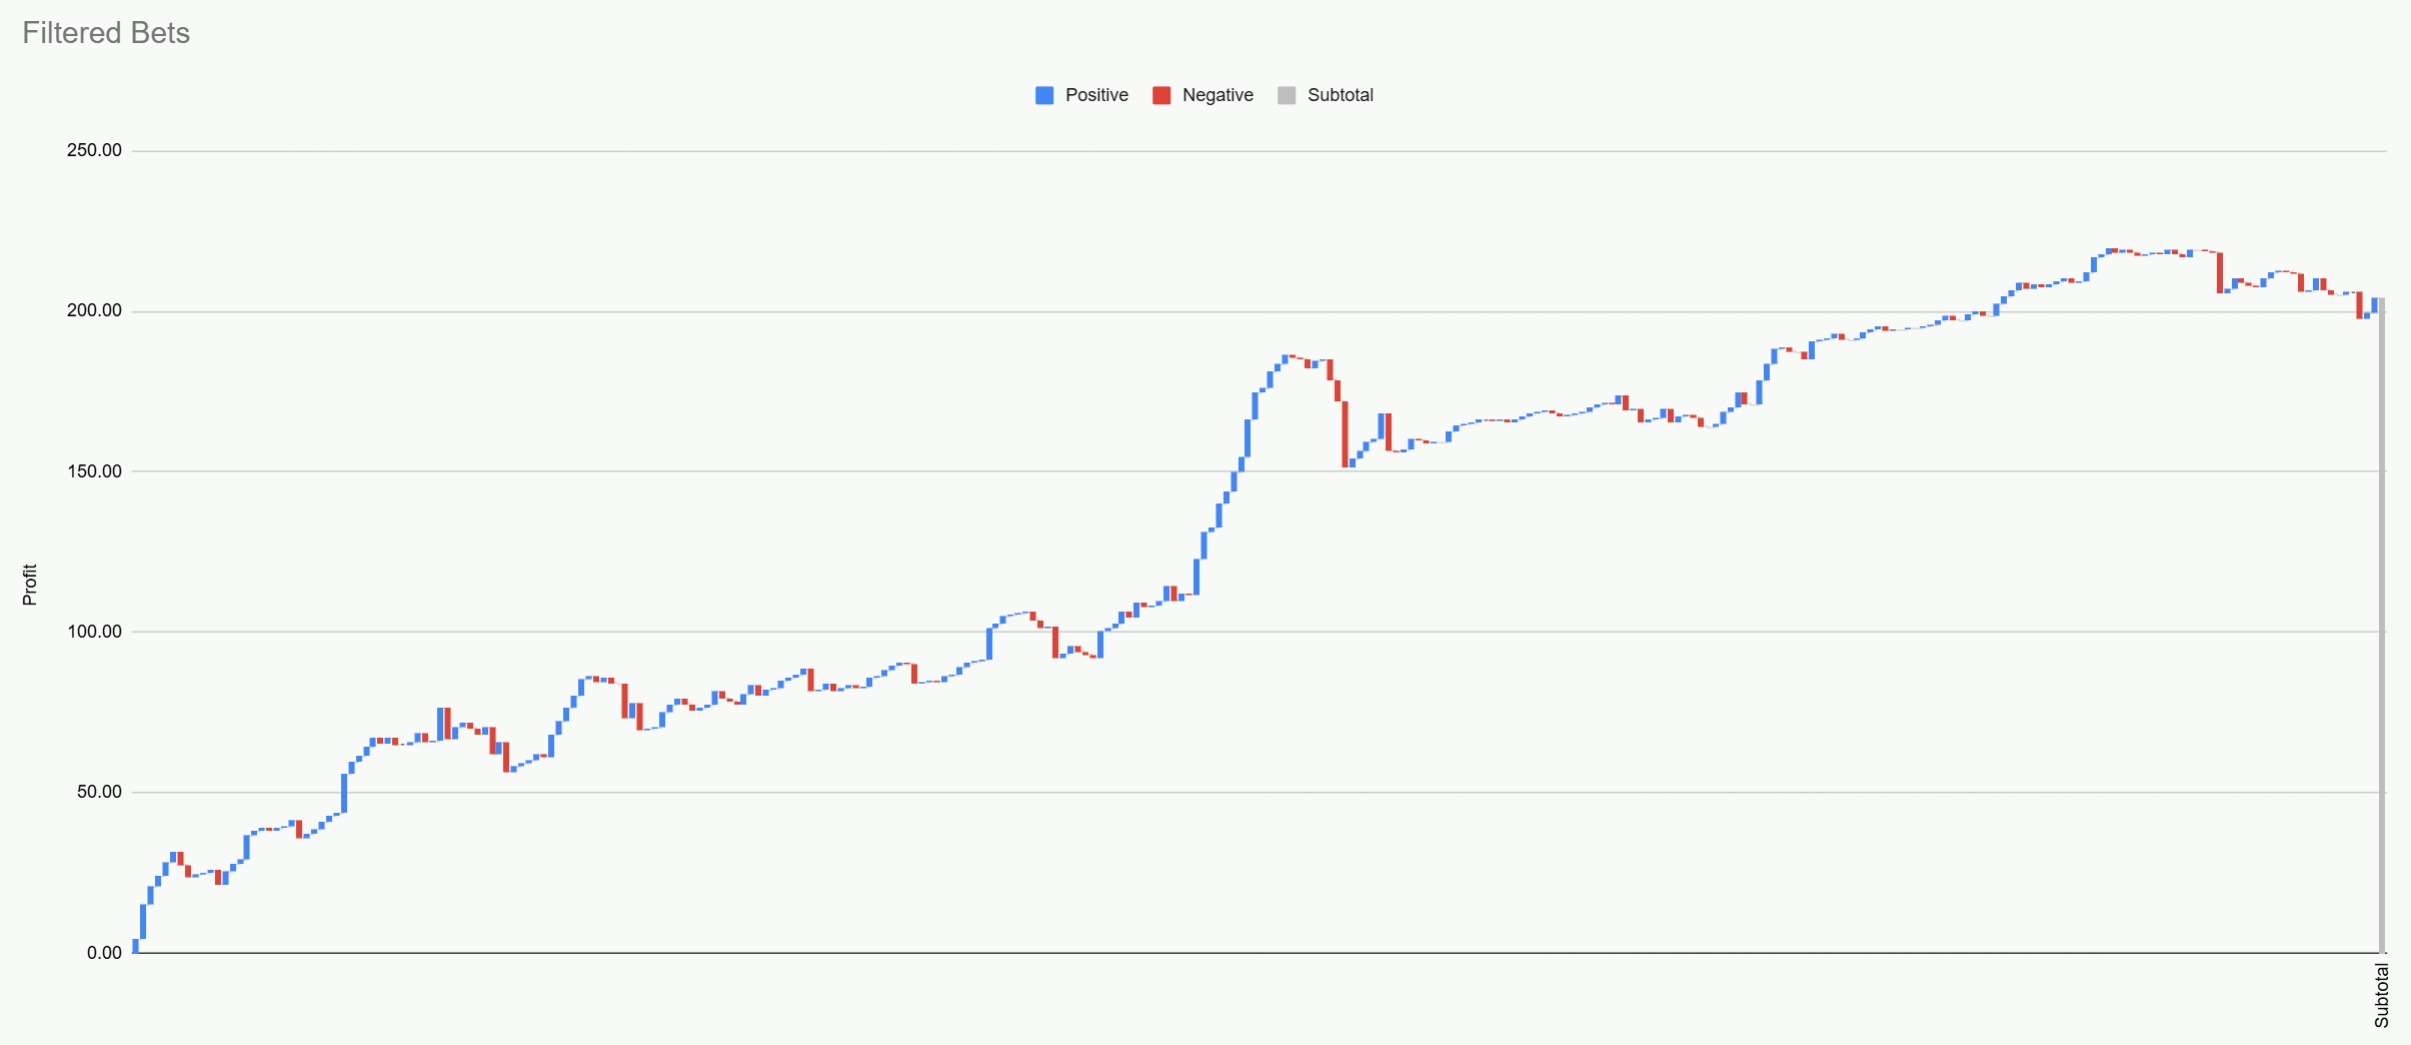 Filtered Bets
Positive Negative Subtotal
250.00
200.00
150.00
100.00
50.00
0.00
Profit
Subtotal